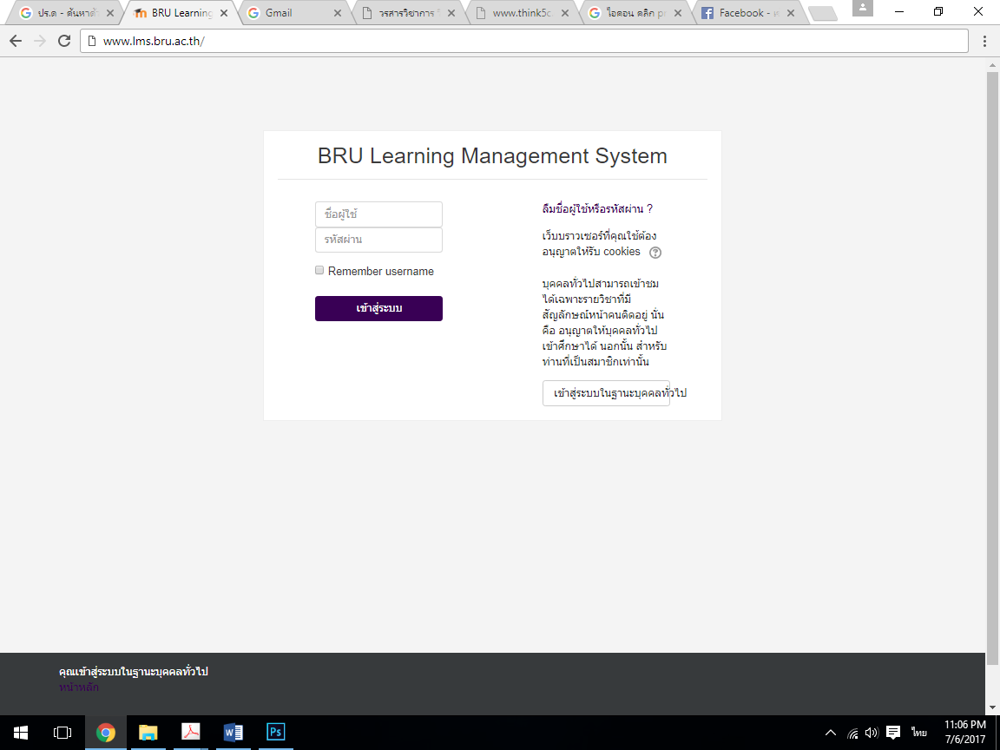 ปร.ด - ค้นหาด้
BRU Learning
Gmail
วรสารวิชาการ
www.think5c.
ไอคอน คลิก p
Facebook -
www.lms.bru.ac.th/
BRU Learning Management System
ชื่อผู้ใช้
รหัสผ่าน
Remember username
เข้าสู่ระบบ
ลืมชื่อผู้ใช้หรือรหัสผ่าน ?
เว็บบราวเซอร์ที่คุณใช้ต้อง
อนุญาตให้รับ cookies
บุคคลทั่วไปสามารถเข้าชม
ได้เฉพาะรายวิชาที่มี
สัญลักษณ์หน้าคนติดอยู่ นั่น
คือ อนุญาตให้บุคคลทั่วไป
เข้าศึกษาได้ นอกนั้น สำหรับ
ท่านที่เป็นสมาชิกเท่านั้น
เข้าสู่ระบบในฐานะบุคคลทั่วไป
คุณเข้าสู่ระบบในฐานะบุคคลทั่วไป
หน้าหลัก
Ps
ไทย
11:06 PM
7/6/2017